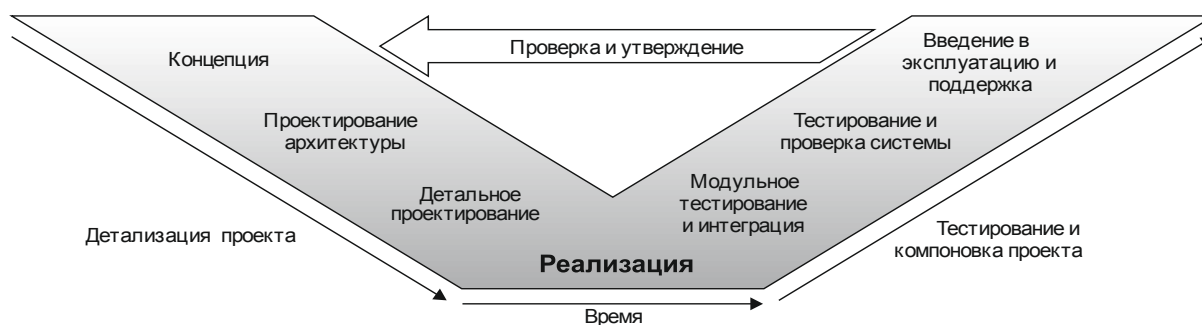 Концепция
Проверка и утверждение
Введение в
эксплуатацию и
поддержка
Проектирование
архитектуры
Тестирование и
проверка системы
Детальное
проектирование
Модульное
тестирование
и интеграция
Детализация проекта
Тестирование и
компоновка проекта
Реализация
Время